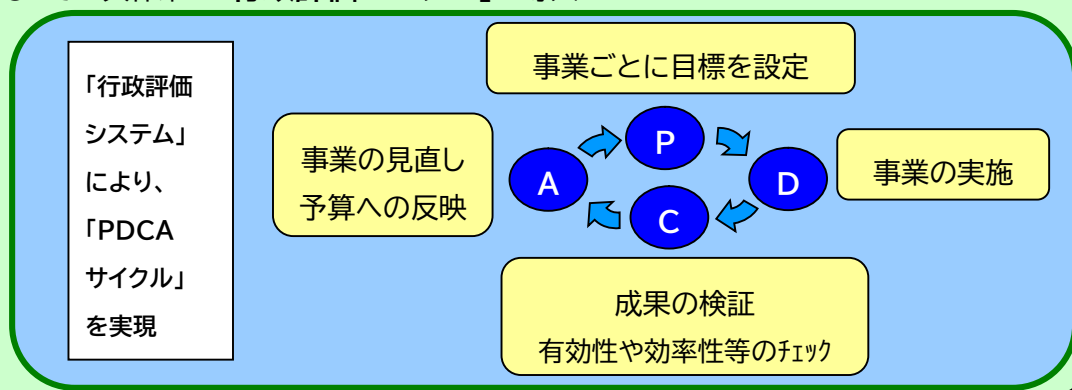 「行政評価
システム」
により、
「PDCA
サイクル」
を実現
事業ごとに目標を設定
事業の見直し
予算への反映
P
A
D
C
事業の実施
成果の検証
有効性や効率性等のﾁｪｯｸ